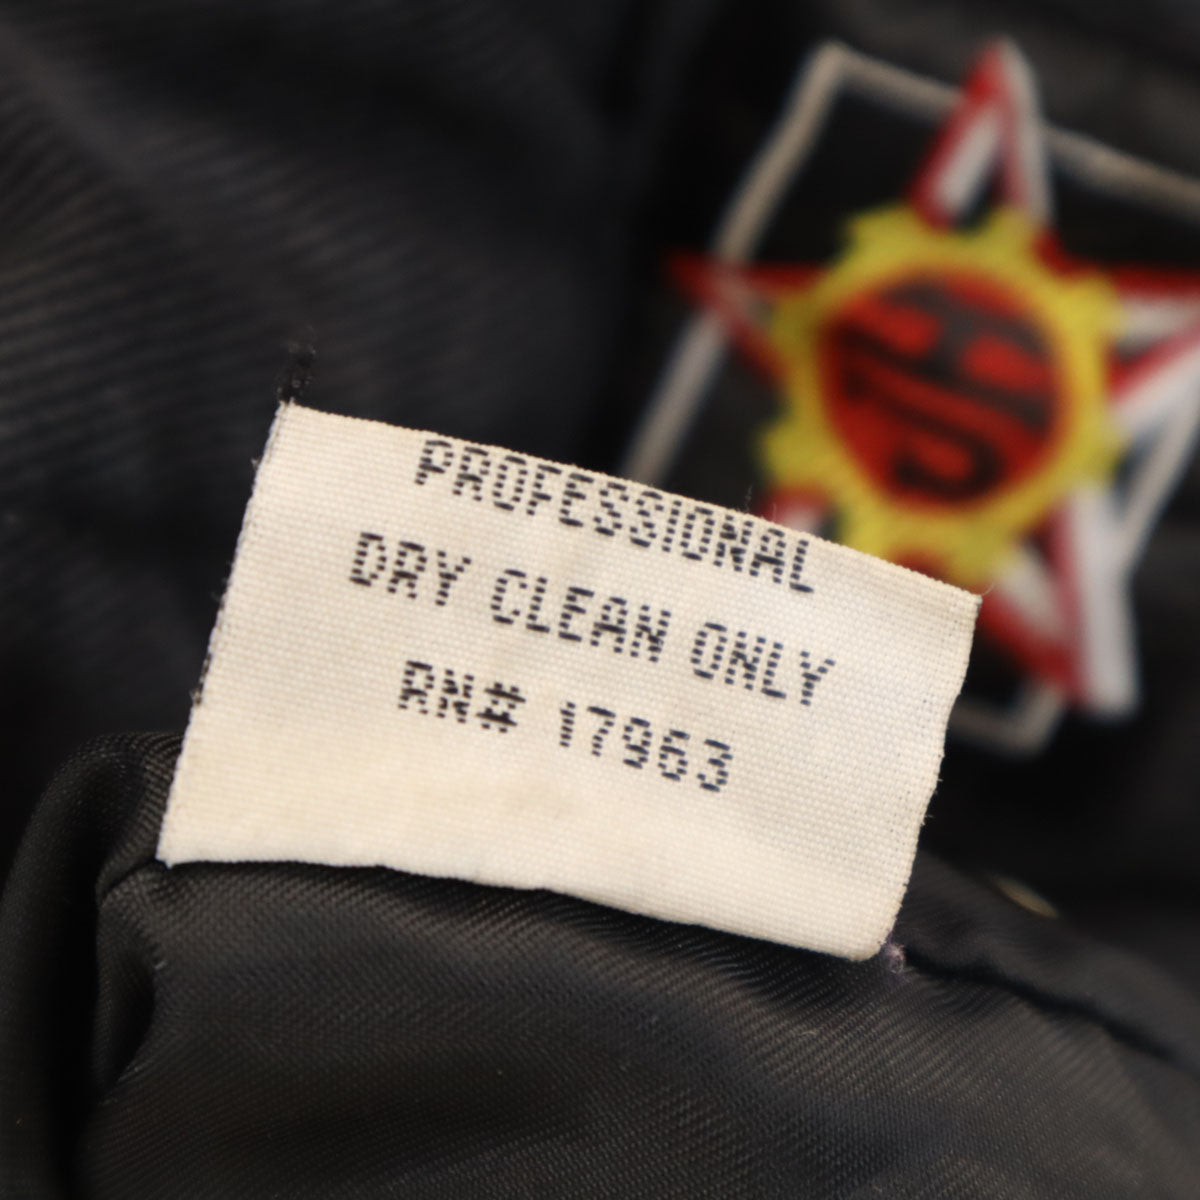 PROFESSIONAL
DRY CLEAN ONLY
RN# 17963